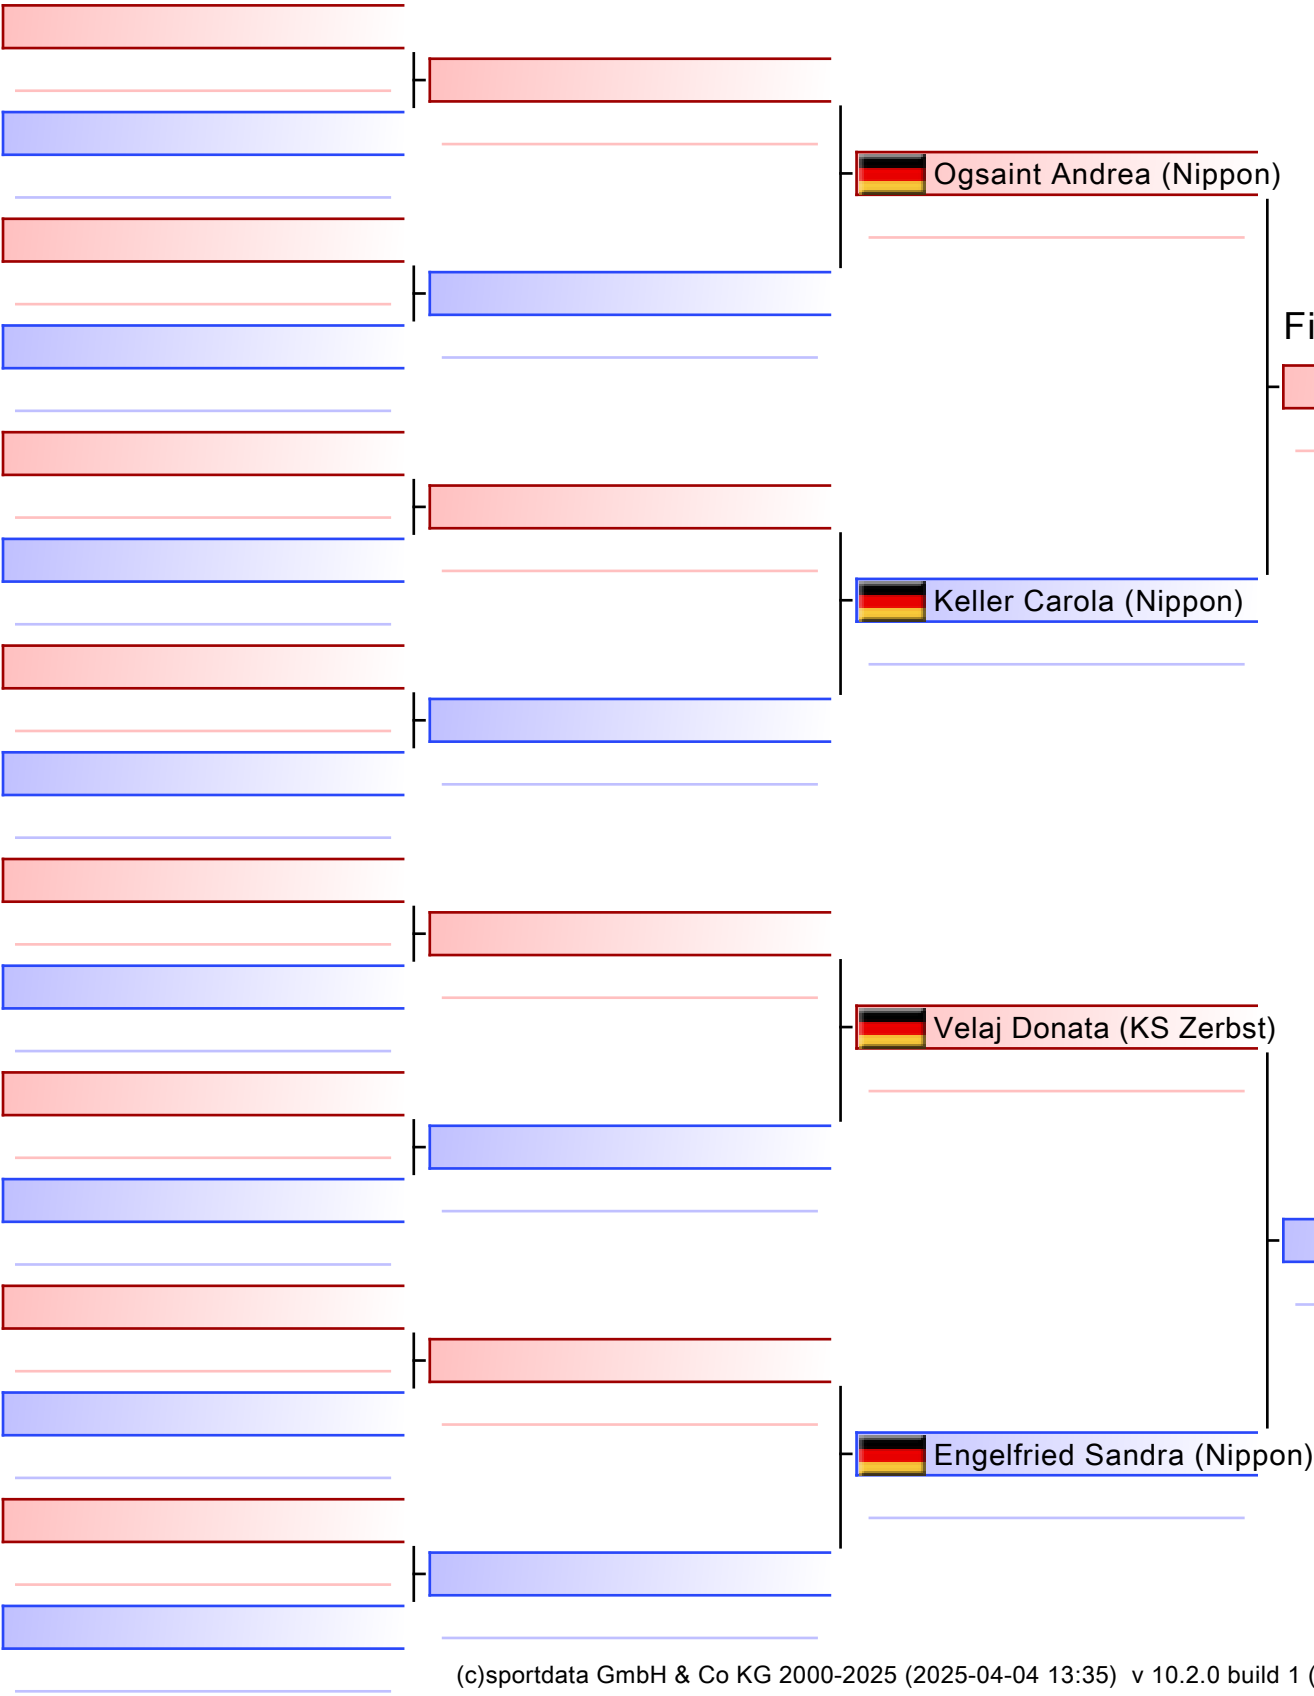 Ogsaint Andrea (Nippon)
Fi
Keller Carola (Nippon)
Velaj Donata (KS Zerbst)
Engelfried Sandra (Nippon)
(c)sportdata GmbH & Co KG 2000-2025 (2025-04-04 13:35) v 10.2.0 build 1 (